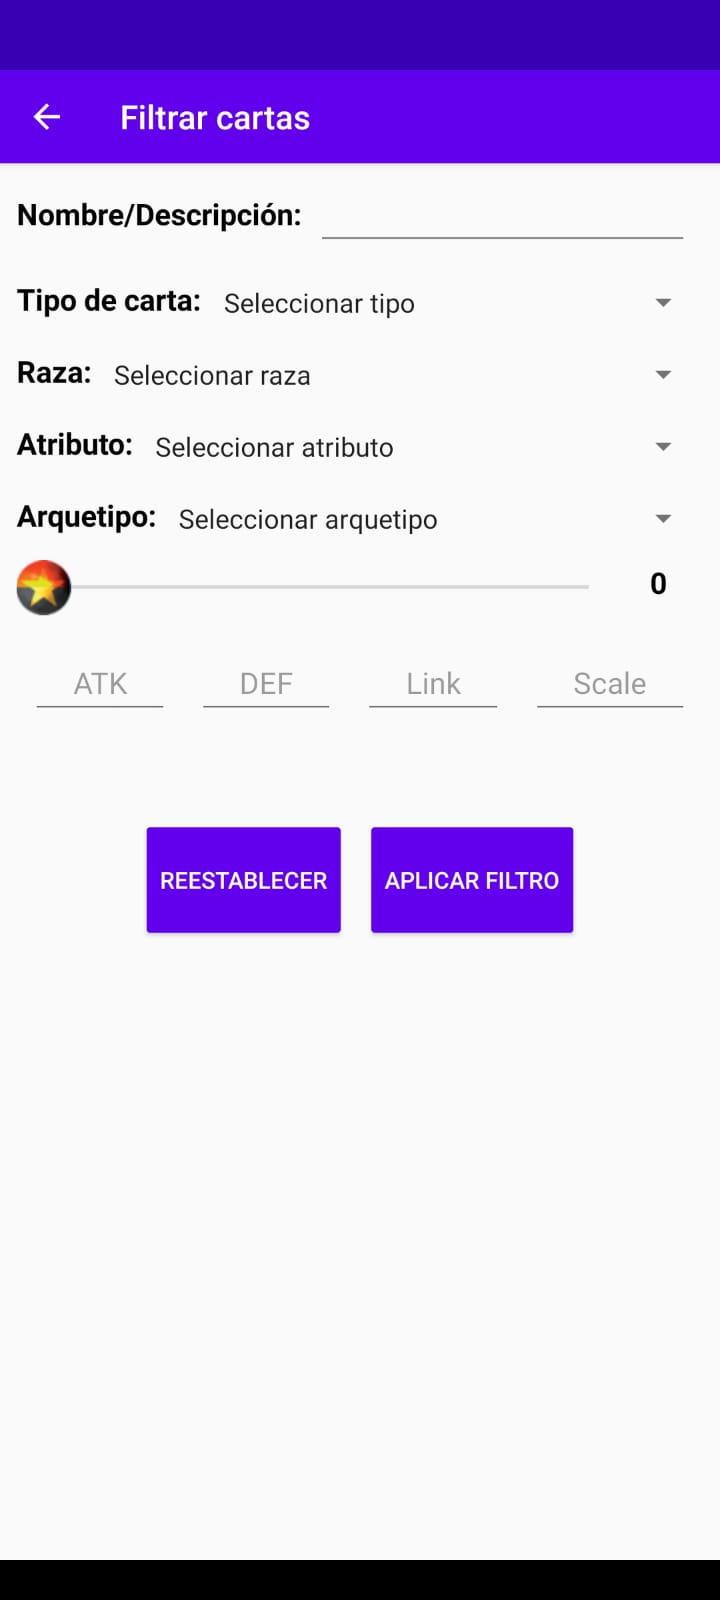 Filtrar cartas
Nombre/Descripción:
Tipo de carta: Seleccionar tipo
Raza: Seleccionar raza
Atributo: Seleccionar atributo
Arquetipo: Seleccionar arquetipo
0
ATK DEF Link Scale
REESTABLECER APLICAR FILTRO